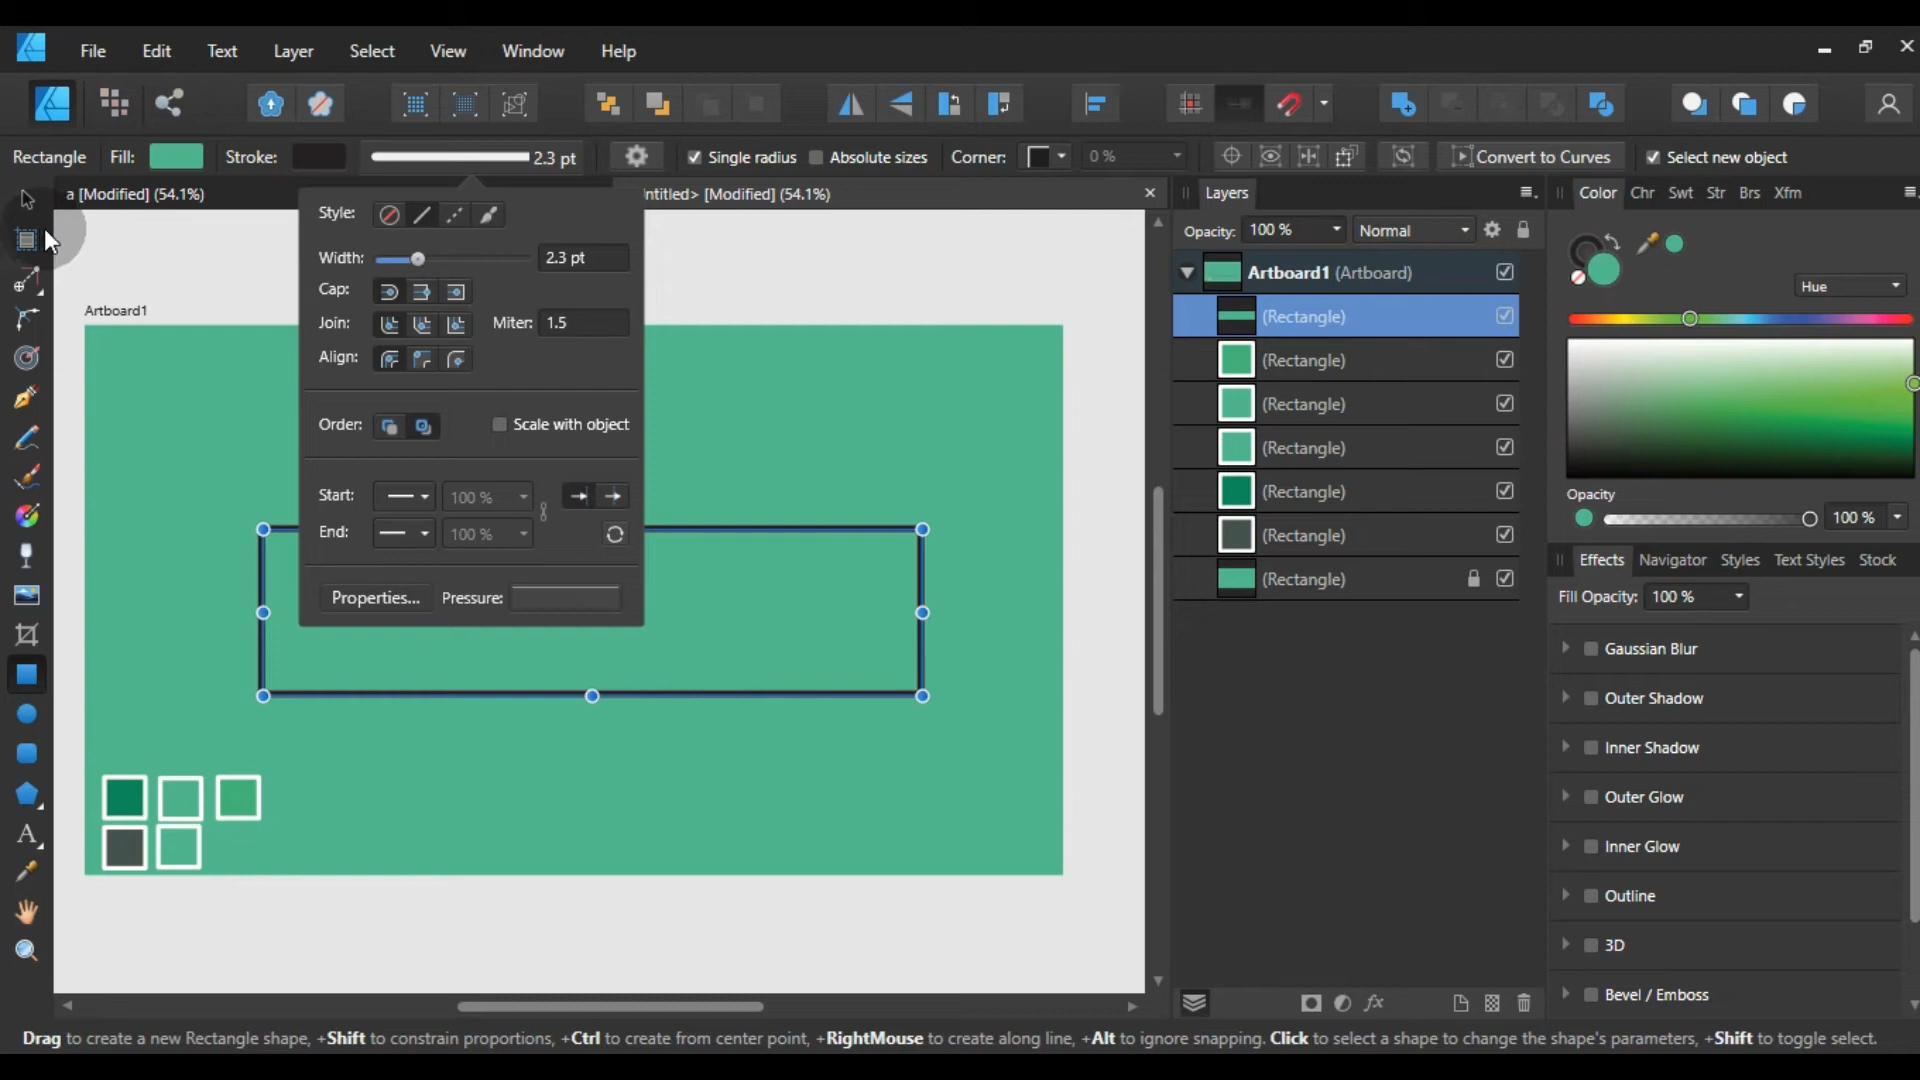 File Edit Text Layer Select View Window Help
Rectangle Fill: Stroke: 2.3 pt Single radius Absolute sizes Corner: 0 % Convert to Curves Select new object
a [Modified] (54.1%) ntitled> [Modified] (54.1%)
Style:
Width: 2.3 pt
Cap:
Join: Miter: 1.5
Align:
Order: Scale with object
Start: 100 %
End: 100 %
Properties... Pressure:
Artboard1
Layers
Opacity: 100 % Normal
Artboard1 (Artboard)
(Rectangle)
(Rectangle)
(Rectangle)
(Rectangle)
(Rectangle)
(Rectangle)
(Rectangle)
Color Chr Swt Str Brs Xfm
Hue
Opacity
100 %
Effects Navigator Styles Text Styles Stock
Fill Opacity: 100 %
Gaussian Blur
Outer Shadow
Inner Shadow
Outer Glow
Inner Glow
Outline
3D
Bevel / Emboss
Drag to create a new Rectangle shape, +Shift to constrain proportions, +Ctrl to create from center point, +RightMouse to create along line, +Alt to ignore snapping. Click to select a shape to change the shape's parameters, +Shift to toggle select.